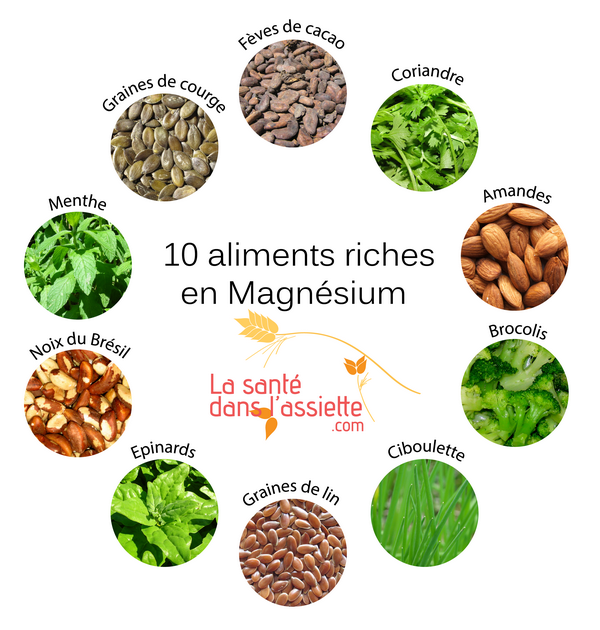 Fèves de cacao
Coriandre
Graines de courge
Amandes
Menthe
10 aliments riches
en Magnésium
Brocolis
Noix du Brésil
La santé
dans l'assiette
.com
Epinards
Ciboulette
Graines de lin